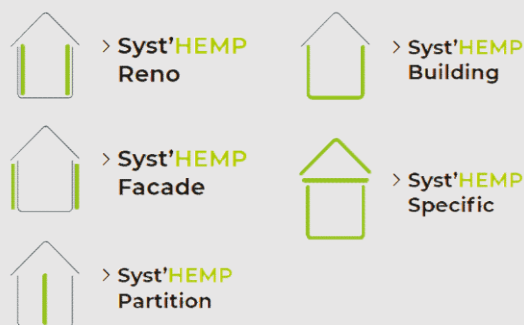 > Syst'HEMP
Reno
> Syst'HEMP
Facade
> Syst'HEMP
Partition
> Syst'HEMP
Building
> Syst'HEMP
Specific